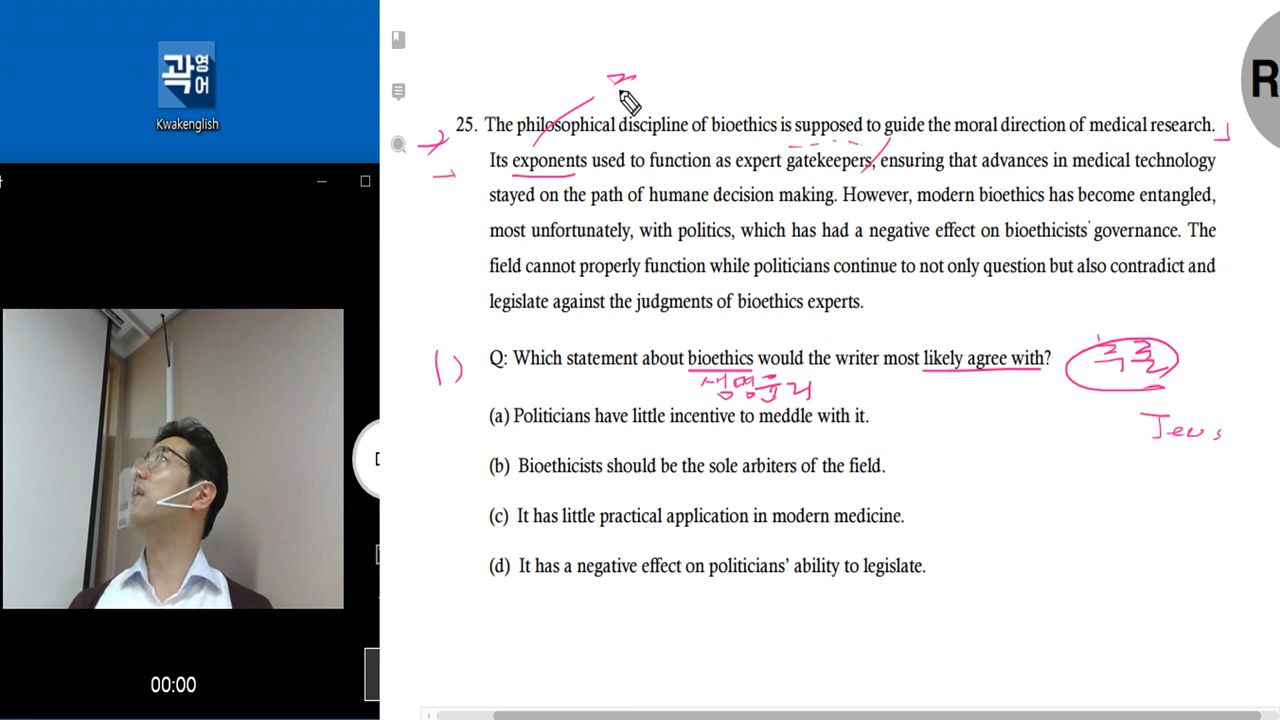 곽영어
Kwakenglish
R
25. The philosophical discipline of bioethics is supposed to guide the moral direction of medical research.
Its exponents used to function as expert gatekeepers, ensuring that advances in medical technology
stayed on the path of humane decision making. However, modern bioethics has become entangled,
most unfortunately, with politics, which has had a negative effect on bioethicists' governance. The
field cannot properly function while politicians continue to not only question but also contradict and
legislate against the judgments of bioethics experts.
1)
Q: Which statement about bioethics would the writer most likely agree with?
추론
생명윤리
(a) Politicians have little incentive to meddle with it.
(b) Bioethicists should be the sole arbiters of the field.
(c) It has little practical application in modern medicine.
(d) It has a negative effect on politicians' ability to legislate.
00:00